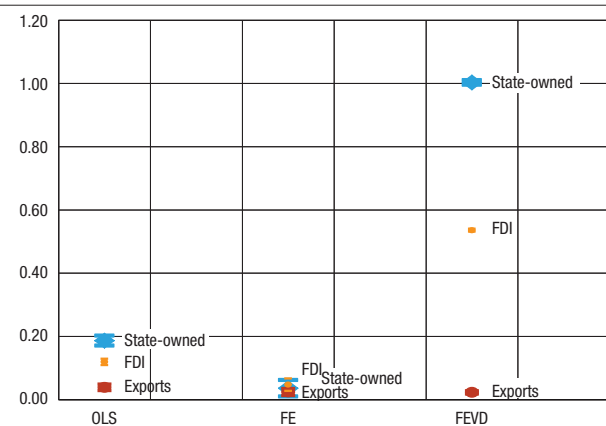 1.20
1.00
State-owned
0.80
0.60
FDI
0.40
0.20
State-owned
FDI
FDI
State-owned
Exports
Exports
Exports
0.00
OLS
FE
FEVD